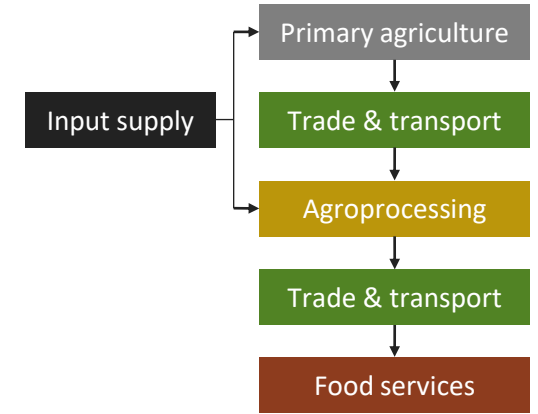 Primary agriculture
Input supply
Trade & transport
Agroprocessing
Trade & transport
Food services